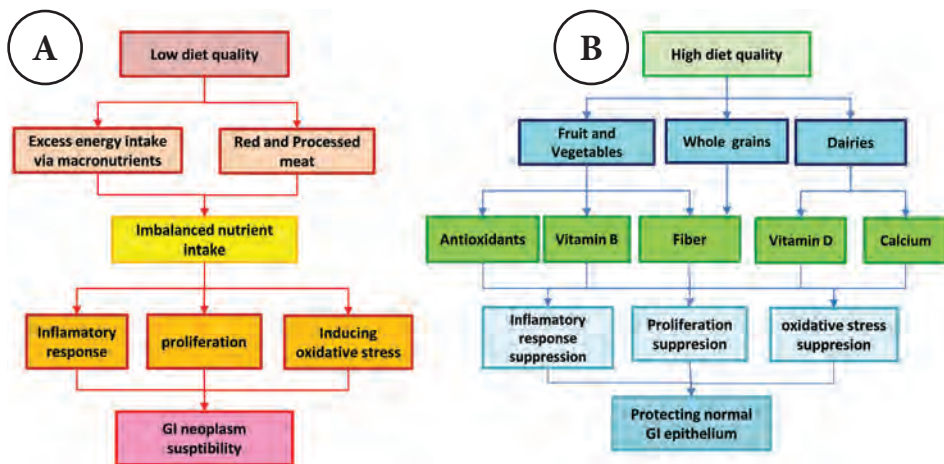 A
Low diet quality
Excess energy intake
via macronutrients
Red and Processed
meat
Imbalanced nutrient
intake
Inflamatory
response
proliferation
Inducing
oxidative stress
GI neoplasm
susptibility
B
High diet quality
Fruit and
Vegetables
Whole grains
Dairies
Antioxidants
Vitamin B
Fiber
Vitamin D
Calcium
Inflamatory
response
suppression
Proliferation
suppresion
oxidative stress
suppresion
Protecting normal
GI epithelium